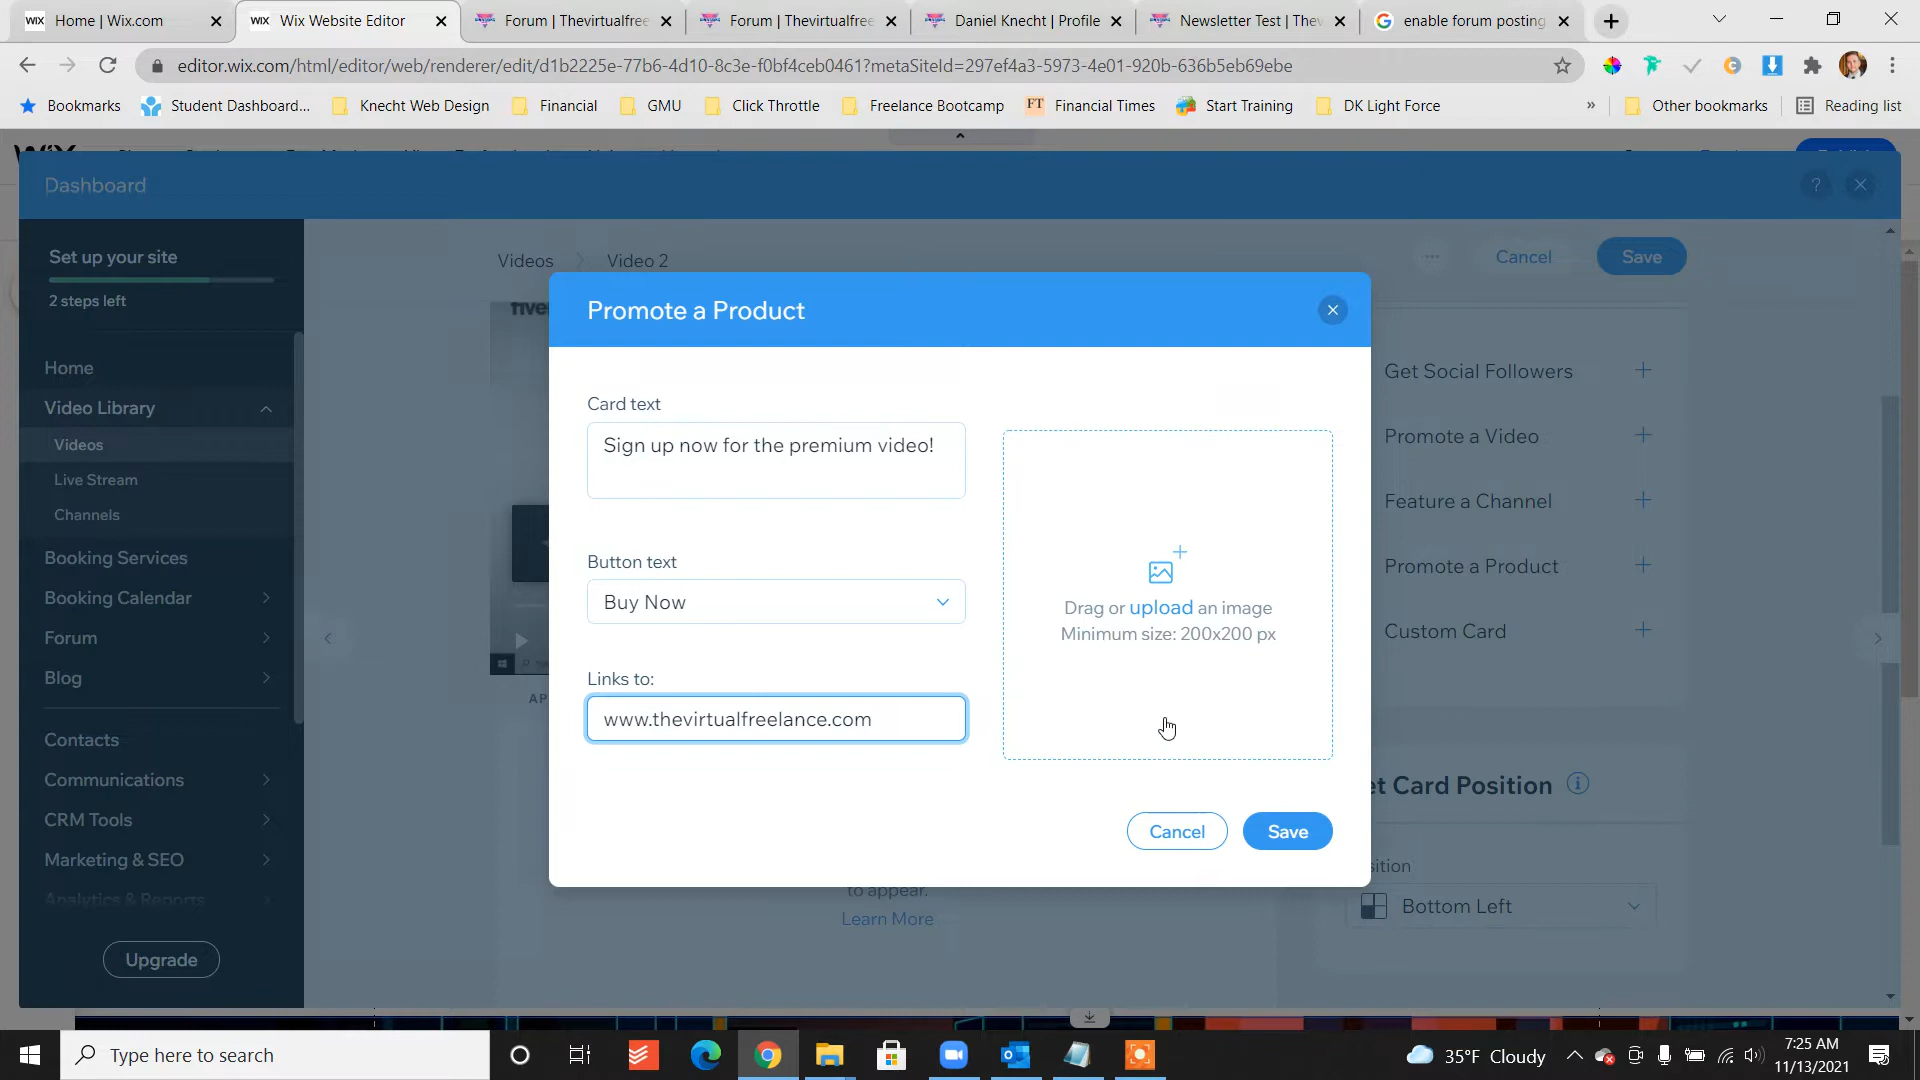 Home | Wix.com
Wix Website Editor
Forum | Thevirtualfree
Forum | Thevirtualfree
Daniel Knecht | Profile
Newsletter Test | Thev
enable forum posting
editor.wix.com/html/editor/web/renderer/edit/d1b2225e-77b6-4d10-8c3e-f0bf4ceb0461?metaSiteId=297ef4a3-5973-4e01-920b-636b5eb69ebe
Bookmarks
Student Dashboard...
Knecht Web Design
Financial
GMU
Click Throttle
Freelance Bootcamp
Financial Times
Start Training
DK Light Force
»
Other bookmarks
Reading list
Dashboard
?
Set up your site
2 steps left
Home
Video Library
Videos
Live Stream
Channels
Booking Services
Booking Calendar
Forum
Blog
Contacts
Communications
CRM Tools
Marketing & SEO
Analytics & Reports
Upgrade
Videos
Video 2
Cancel
Save
Promote a Product
Card text
Sign up now for the premium video!
Button text
Buy Now
Links to:
www.thevirtualfreelance.com
Drag or upload an image
Minimum size: 200x200 px
Cancel
Save
to appear.
Learn More
Get Social Followers
Promote a Video
Feature a Channel
Promote a Product
Custom Card
et Card Position
sition
Bottom Left
Type here to search
35°F Cloudy
7:25 AM
11/13/2021